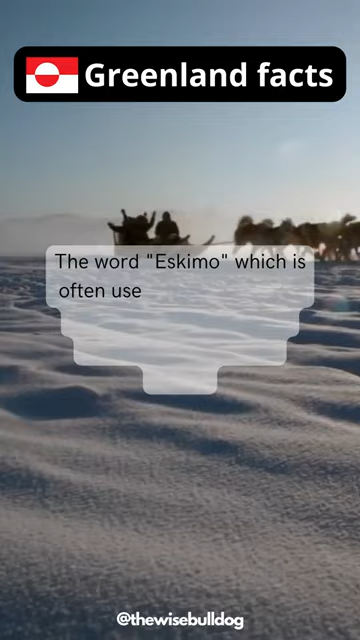 Greenland facts
The word "Eskimo" which is
often use
@thewisebulldog